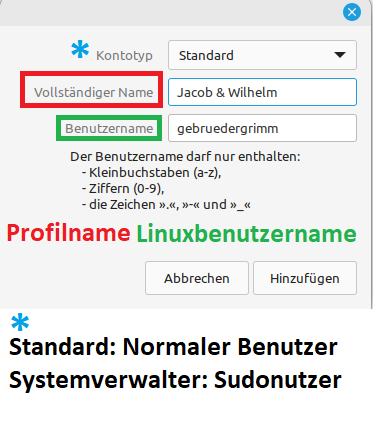 * Kontotyp Standard
Vollständiger Name Jacob & Wilhelm
Benutzername gebruedergrimm
Der Benutzername darf nur enthalten:
- Kleinbuchstaben (a-z),
- Ziffern (0-9),
- die Zeichen ».«, »-« und »_«
Profilname Linuxbenutzername
Abbrechen Hinzufügen
*
Standard: Normaler Benutzer
Systemverwalter: Sudonutzer